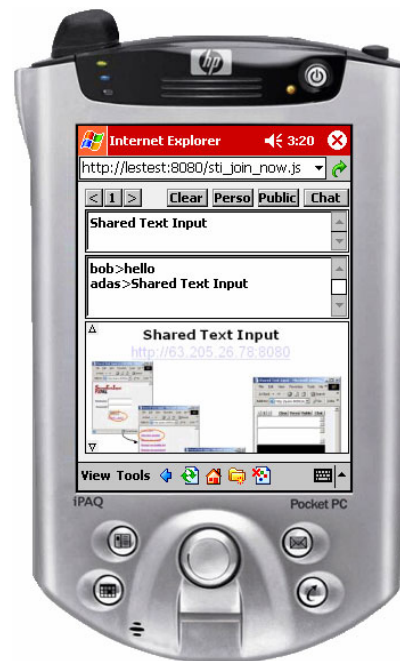 hp
Internet Explorer 3:20
http://lestest:8080/sti_join_now.js
< 1 > Clear Perso Public Chat
Shared Text Input
bob>hello
adas>Shared Text Input
Shared Text Input
http://63.205.26.78:8080
View Tools
iPAQ Pocket PC